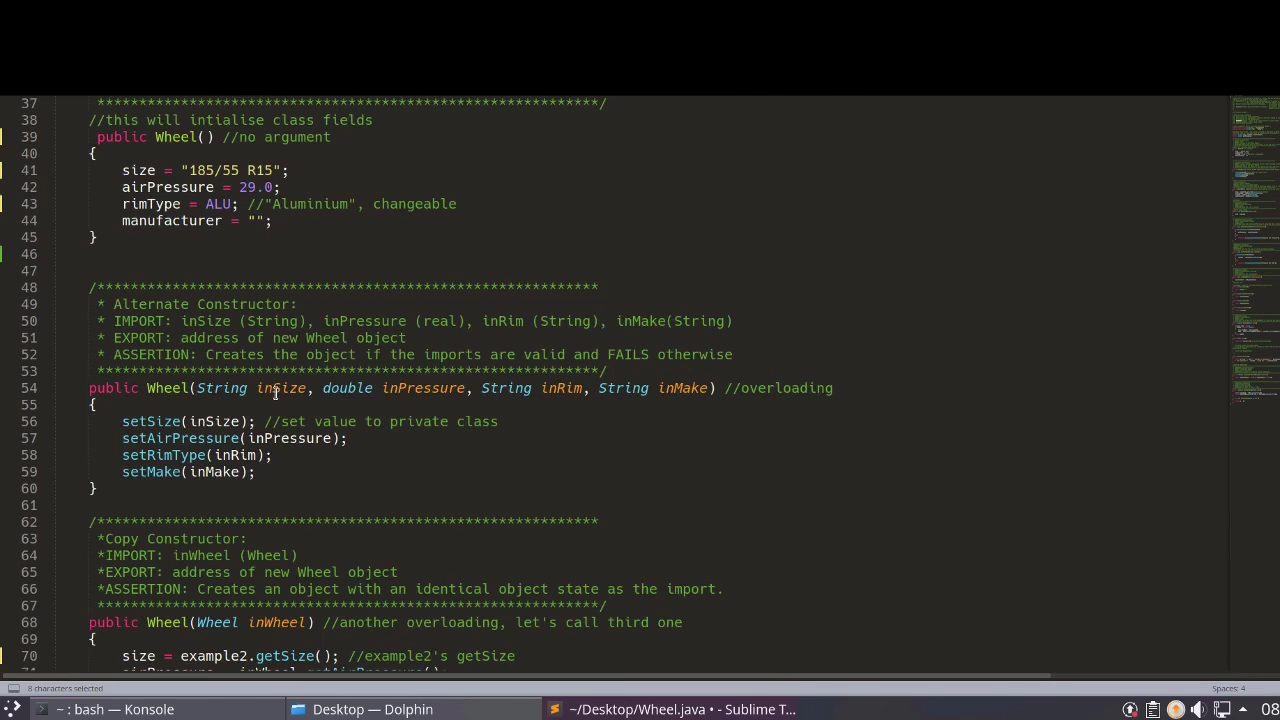 37 ************************************************************/
38 //this will intialise class fields
39 public Wheel() //no argument
40 {
41 size = "185/55 R15";
42 airPressure = 29.0;
43 rimType = ALU; //"Aluminium", changeable
44 manufacturer = "";
45 }
46
47
48 /************************************************************
49 * Alternate Constructor:
50 * IMPORT: inSize (String), inPressure (real), inRim (String), inMake(String)
51 * EXPORT: address of new Wheel object
52 * ASSERTION: Creates the object if the imports are valid and FAILS otherwise
53 ************************************************************/
54 public Wheel(String inSize, double inPressure, String inRim, String inMake) //overloading
55 {
56 setSize(inSize); //set value to private class
57 setAirPressure(inPressure);
58 setRimType(inRim);
59 setMake(inMake);
60 }
61
62 /************************************************************
63 *Copy Constructor:
64 *IMPORT: inWheel (Wheel)
65 *EXPORT: address of new Wheel object
66 *ASSERTION: Creates an object with an identical object state as the import.
67 ************************************************************/
68 public Wheel(Wheel inWheel) //another overloading, let's call third one
69 {
70 size = example2.getSize(); //example2's getSize
71 airPressure = inWheel.getAirPressure();
8 characters selected
Spaces: 4
~ : bash — Konsole
Desktop — Dolphin
~/Desktop/Wheel.java • - Sublime T...
08